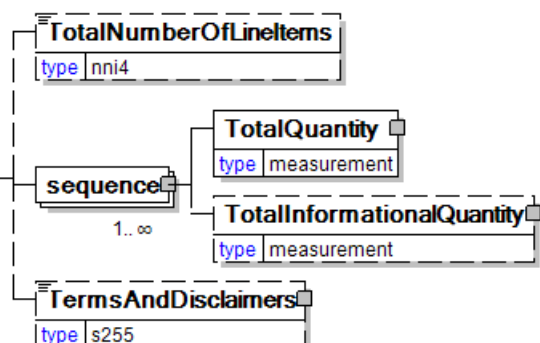 TotalNumberOfLineItems
type nni4
TotalQuantity
type measurement
sequence
1.. ∞
TotalInformationalQuantity
type measurement
TermsAndDisclaimers
type s255